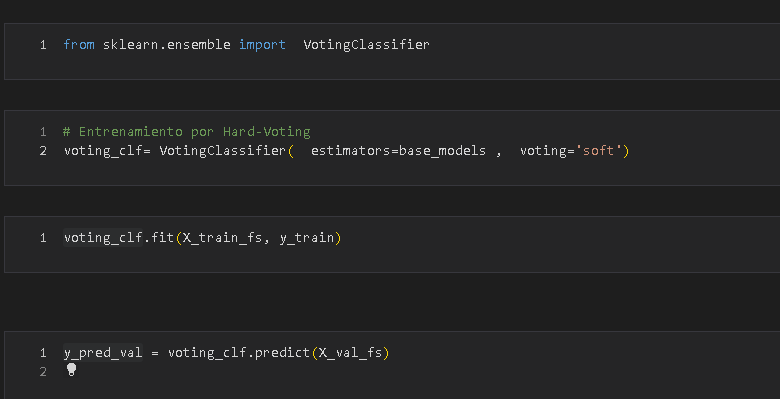 1 from sklearn.ensemble import  VotingClassifier
1 # Entrenamiento por Hard-Voting
2 voting_clf= VotingClassifier(  estimators=base_models ,  voting='soft')
1 voting_clf.fit(X_train_fs, y_train)
1 y_pred_val = voting_clf.predict(X_val_fs)
2